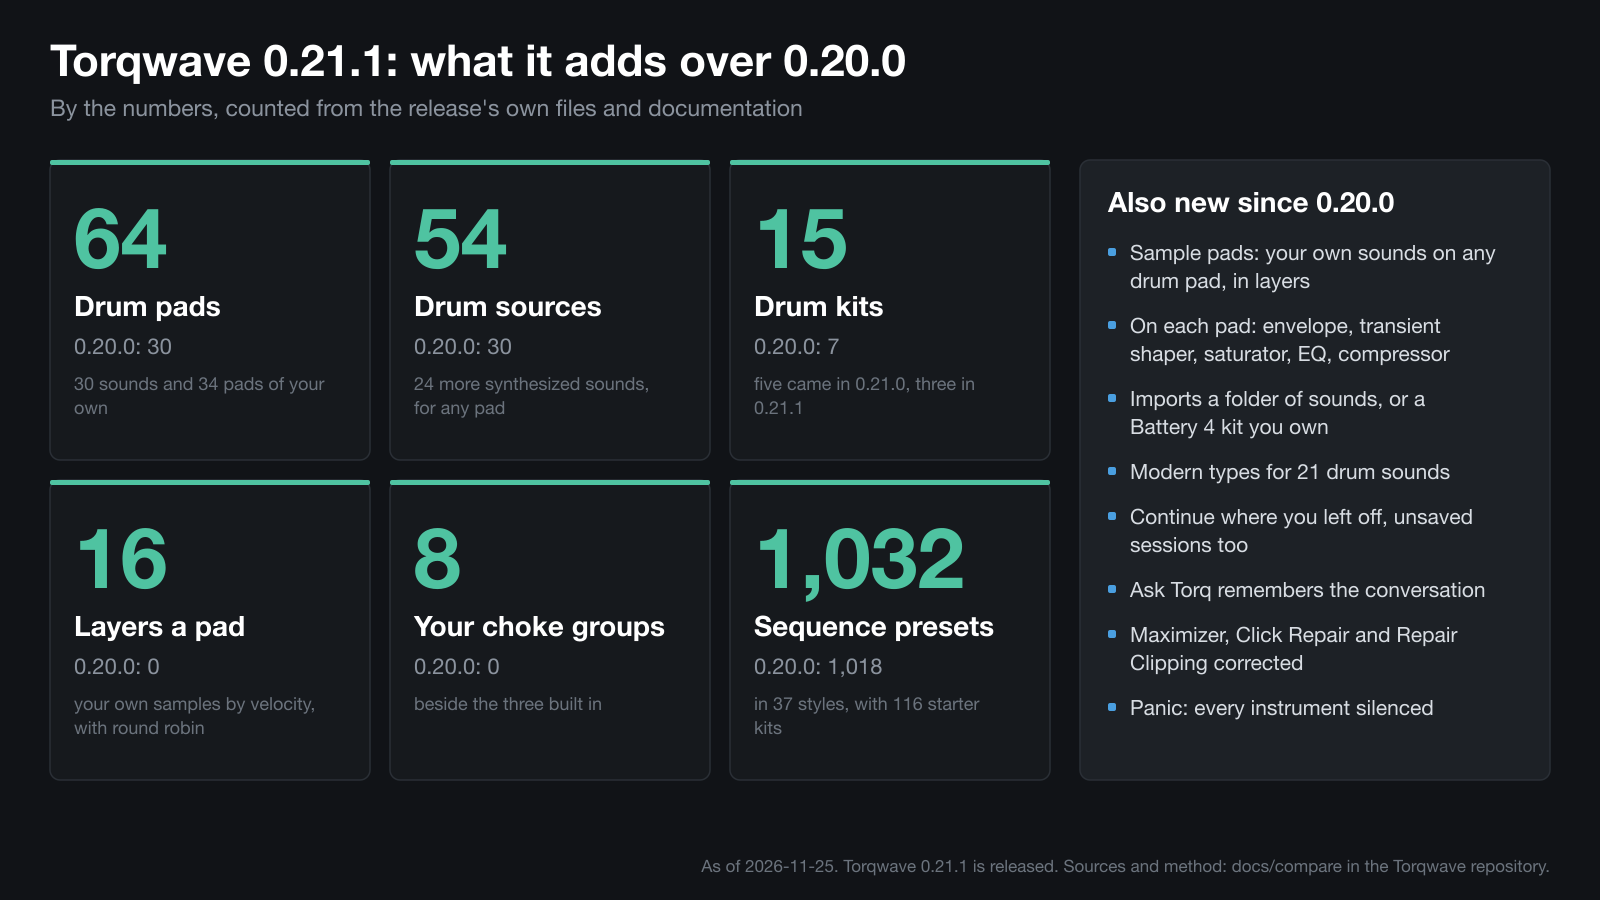 Torqwave 0.21.1: what it adds over 0.20.0
By the numbers, counted from the release's own files and documentation
64
Drum pads
0.20.0: 30
30 sounds and 34 pads of your
own
54
Drum sources
0.20.0: 30
24 more synthesized sounds,
for any pad
15
Drum kits
0.20.0: 7
five came in 0.21.0, three in
0.21.1
16
Layers a pad
0.20.0: 0
your own samples by velocity,
with round robin
8
Your choke groups
0.20.0: 0
beside the three built in
1,032
Sequence presets
0.20.0: 1,018
in 37 styles, with 116 starter
kits
Also new since 0.20.0
Sample pads: your own sounds on any
drum pad, in layers
On each pad: envelope, transient
shaper, saturator, EQ, compressor
Imports a folder of sounds, or a
Battery 4 kit you own
Modern types for 21 drum sounds
Continue where you left off, unsaved
sessions too
Ask Torq remembers the conversation
Maximizer, Click Repair and Repair
Clipping corrected
Panic: every instrument silenced
As of 2026-11-25. Torqwave 0.21.1 is released. Sources and method: docs/compare in the Torqwave repository.